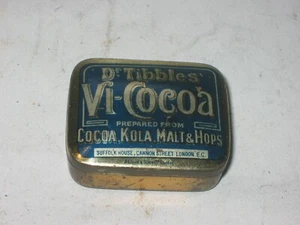 Dr Tibbles'
Vi-Cocoa
PREPARED FROM
COCOA, KOLA, MALT & HOPS
SUFFOLK HOUSE, CANNON STREET, LONDON, E.C.